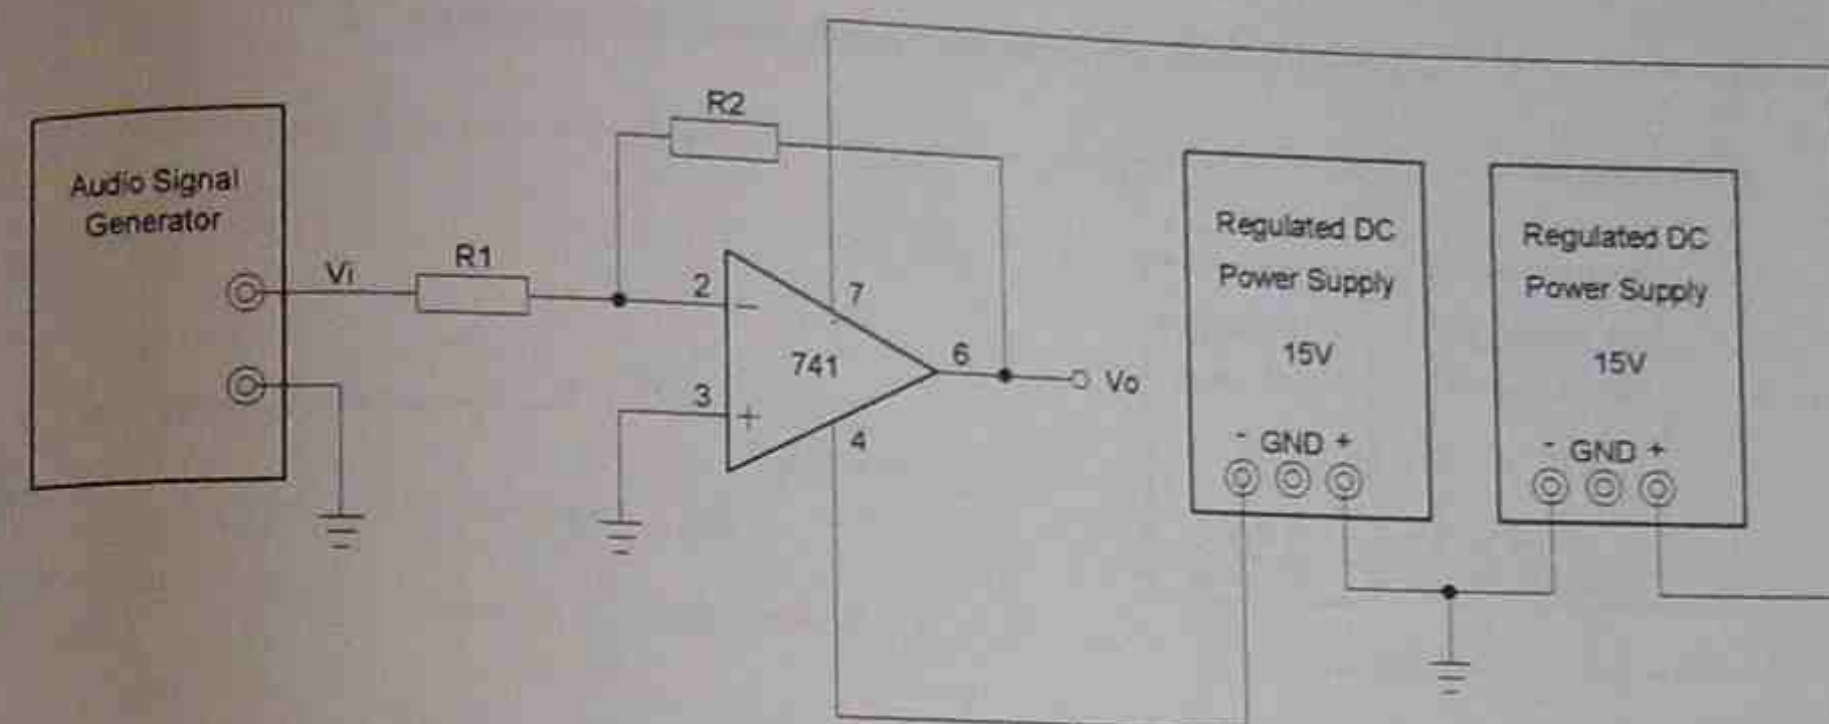 Audio Signal
Generator
Vi
R1
R2
2
-
3
+
741
7
4
6
Vo
Regulated DC
Power Supply
15V
- GND +
Regulated DC
Power Supply
15V
- GND +